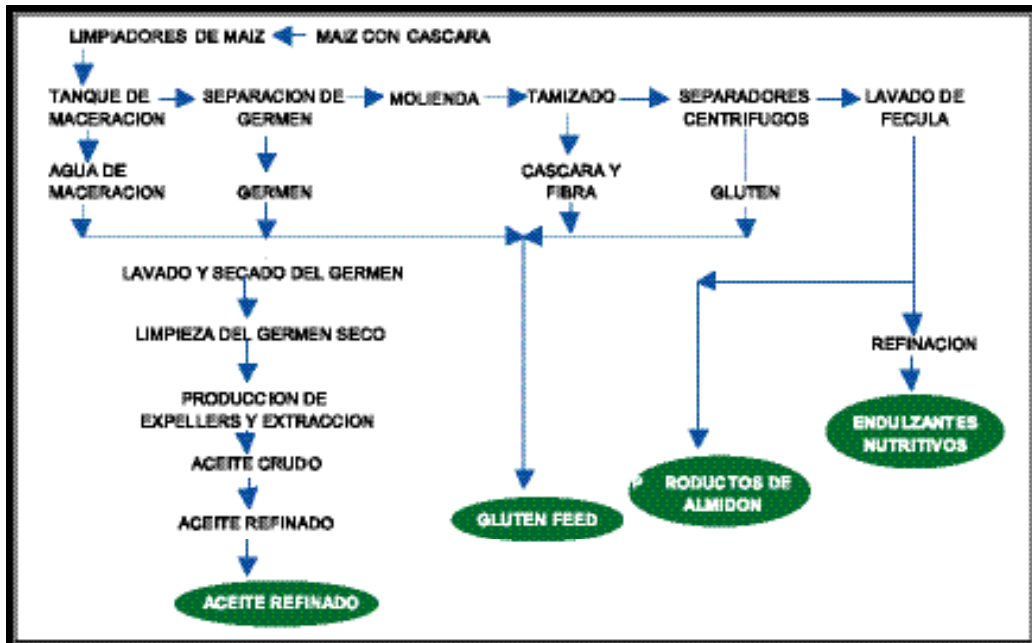 LIMPIADORES DE MAIZ
MAIZ CON CASCARA
TANQUE DE
MACERACION
SEPARACION DE
GERMEN
MOLIENDA
TAMIZADO
SEPARADORES
CENTRIFUGOS
LAVADO DE
FECULA
AGUA DE
MACERACION
GERMEN
CASCARA Y
FIBRA
GLUTEN
LAVADO Y SECADO DEL GERMEN
LIMPIEZA DEL GERMEN SECO
REFINACION
PRODUCCION DE
EXPELLERS Y EXTRACCION
ENDULZANTES
NUTRITIVOS
ACEITE CRUDO
P RODUCTOS DE
ALMIDON
ACEITE REFINADO
GLUTEN FEED
ACEITE REFINADO